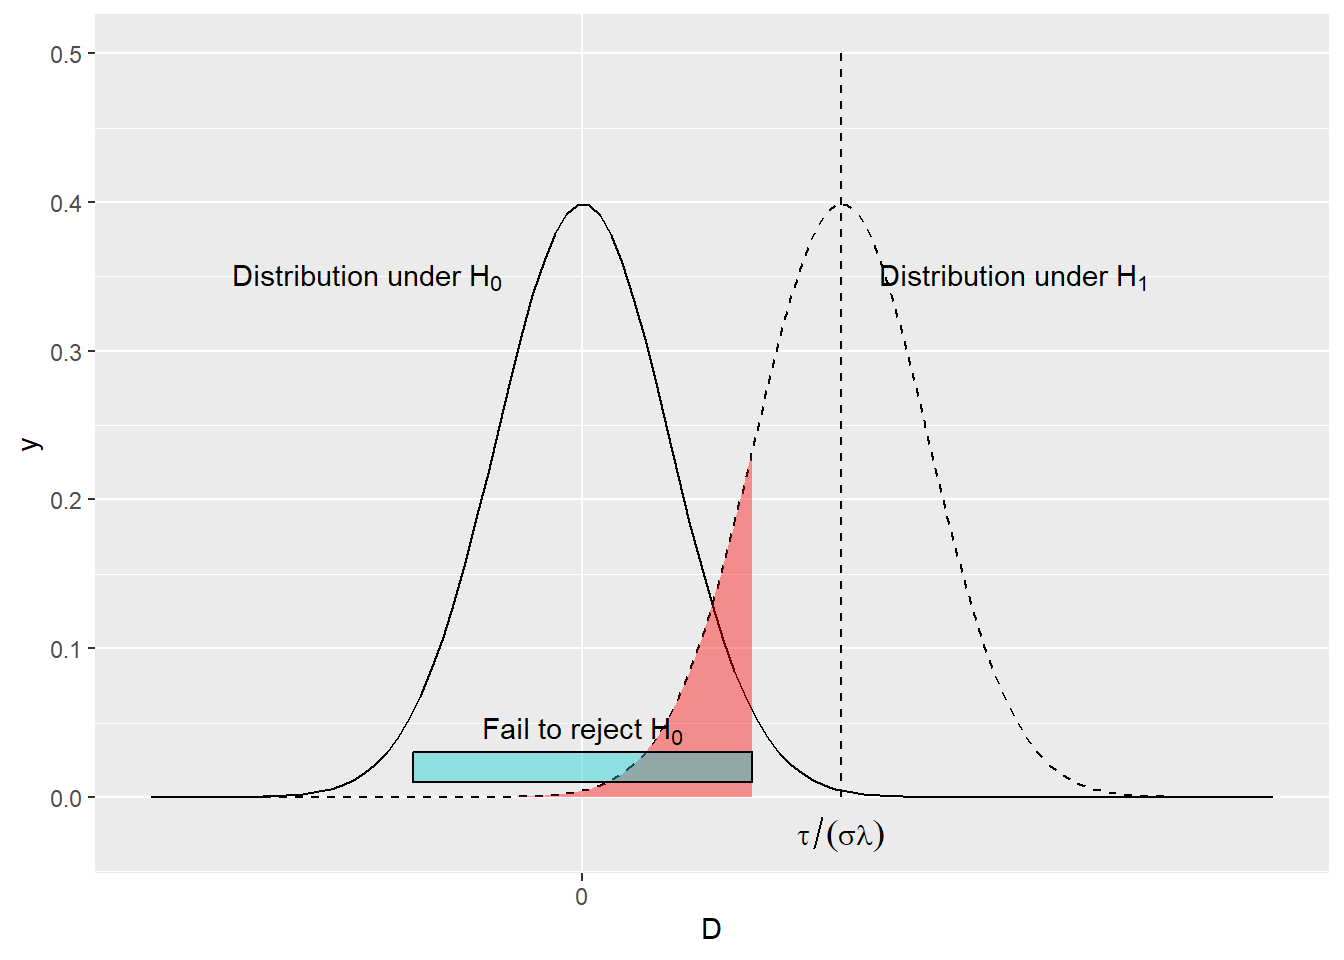 0.5
0.4
Distribution under H₀
Distribution under H₁
0.3
y
0.2
0.1
Fail to reject H₀
0.0
τ/(σλ)
0
D